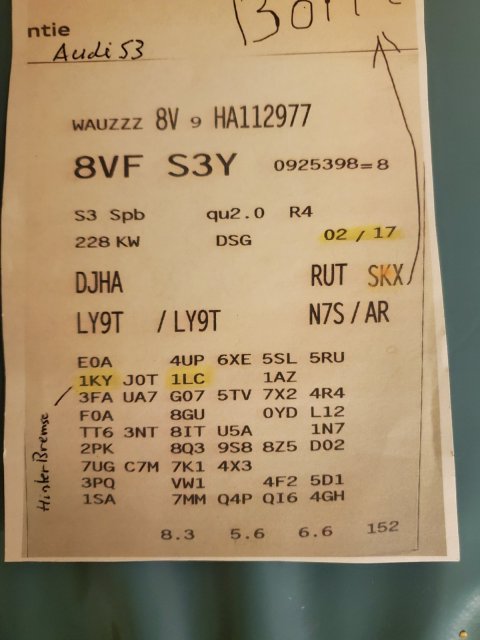 ntie
Audi S3
WAUZZZ 8V 9 HA112977
8VF S3Y 0925398=8
S3 Spb qu2.0 R4
228 KW DSG 02/17
DJHA RUT SKX
LY9T /LY9T N7S/AR
E0A 4UP 6XE 5SL 5RU
1KY J0T 1LC 1AZ
3FA UA7 G07 5TV 7X2 4R4
F0A 8GU 0YD L12
TT6 3NT 8IT U5A 1N7
2PK 8Q3 9S8 8Z5 D02
7UG C7M 7K1 4X3
3PQ VW1 4F2 5D1
1SA 7MM Q4P QI6 4GH
8.3 5.6 6.6 152
Hinter Bremse